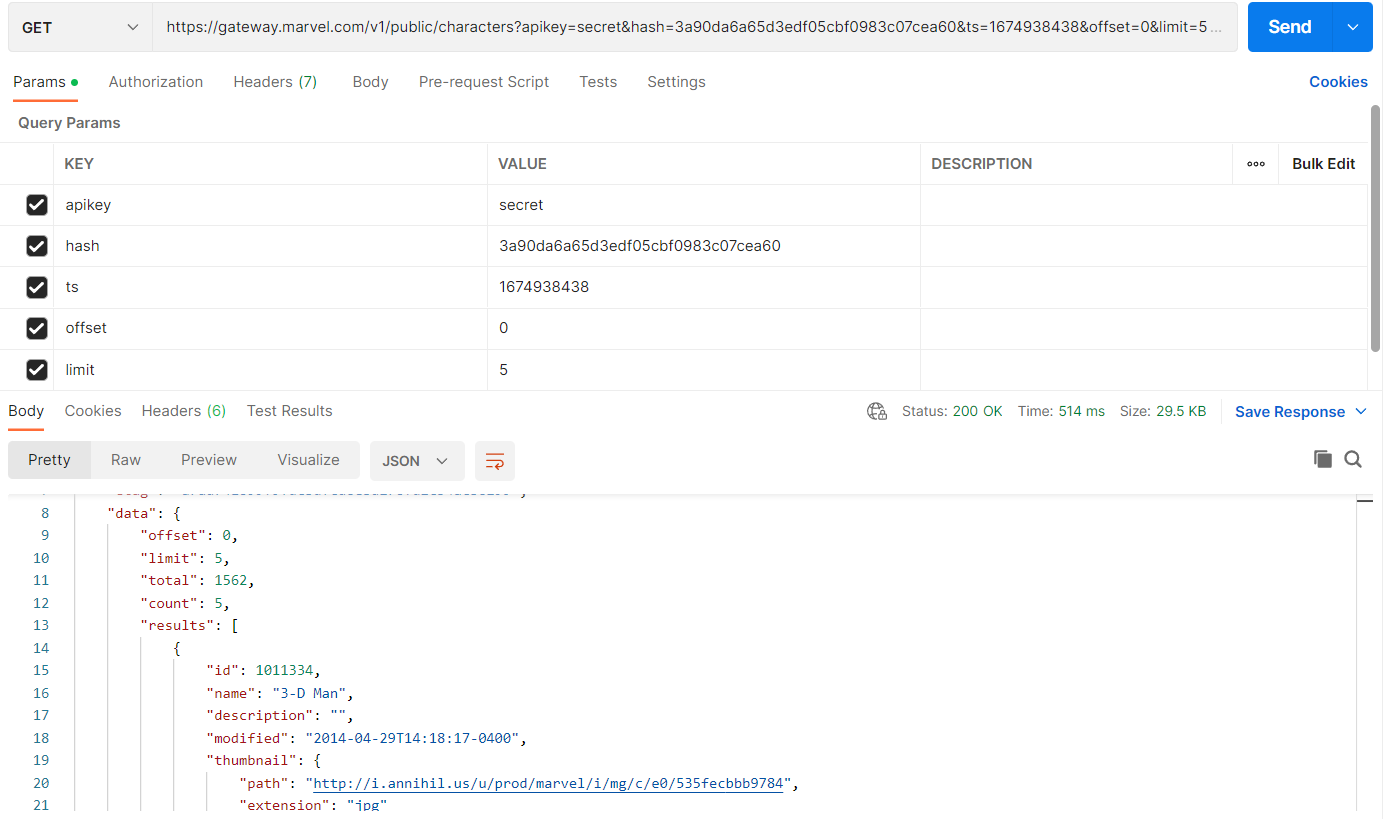 GET https://gateway.marvel.com/v1/public/characters?apikey=secret&hash=3a90da6a65d3edf05cbf0983c07cea60&ts=1674938438&offset=0&limit=5 ... Send
Params Authorization Headers (7) Body Pre-request Script Tests Settings Cookies
Query Params
KEY VALUE DESCRIPTION ooo Bulk Edit
apikey secret
hash 3a90da6a65d3edf05cbf0983c07cea60
ts 1674938438
offset 0
limit 5
Body Cookies Headers (6) Test Results Status: 200 OK Time: 514 ms Size: 29.5 KB Save Response
Pretty Raw Preview Visualize JSON
8 "data": {
9 "offset": 0,
10 "limit": 5,
11 "total": 1562,
12 "count": 5,
13 "results": [
14 {
15 "id": 1011334,
16 "name": "3-D Man",
17 "description": "",
18 "modified": "2014-04-29T14:18:17-0400",
19 "thumbnail": {
20 "path": "http://i.annihil.us/u/prod/marvel/i/mg/c/e0/535fecbbb9784",
21 "extension": "jpg"